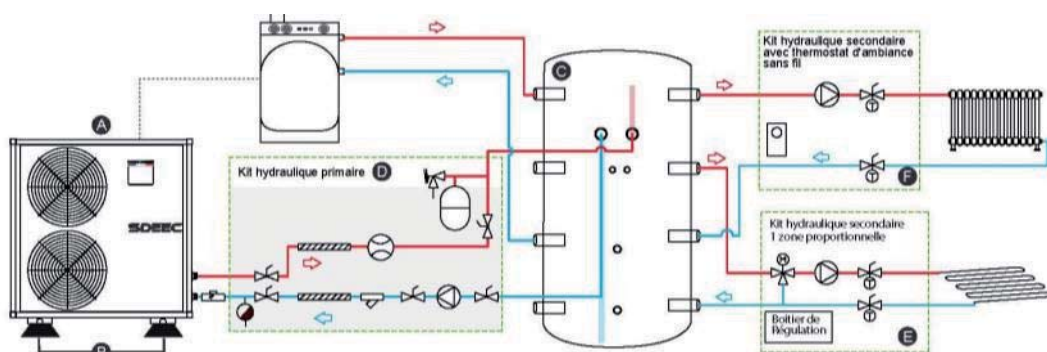 Kit hydraulique secondaire
avec thermostat d'ambiance
sans fil
C
A
Kit hydraulique primaire D
F
SDEEC
Kit hydraulique secondaire
1 zone proportionnelle
M
Boitier de
Régulation
E
B